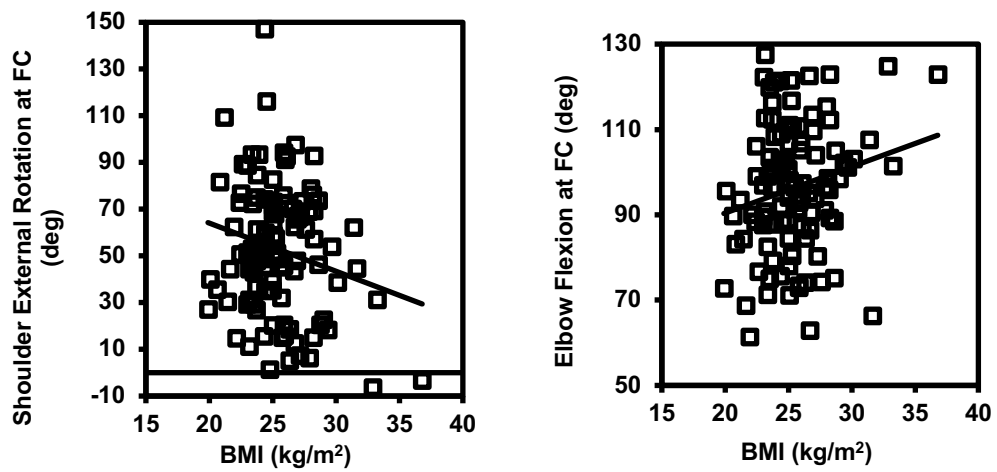 Shoulder External Rotation at FC
(deg)
150
130
110
90
70
50
30
10
-10
15 20 25 30 35 40
BMI (kg/m²)
Elbow Flexion at FC (deg)
130
110
90
70
50
15 20 25 30 35 40
BMI (kg/m²)